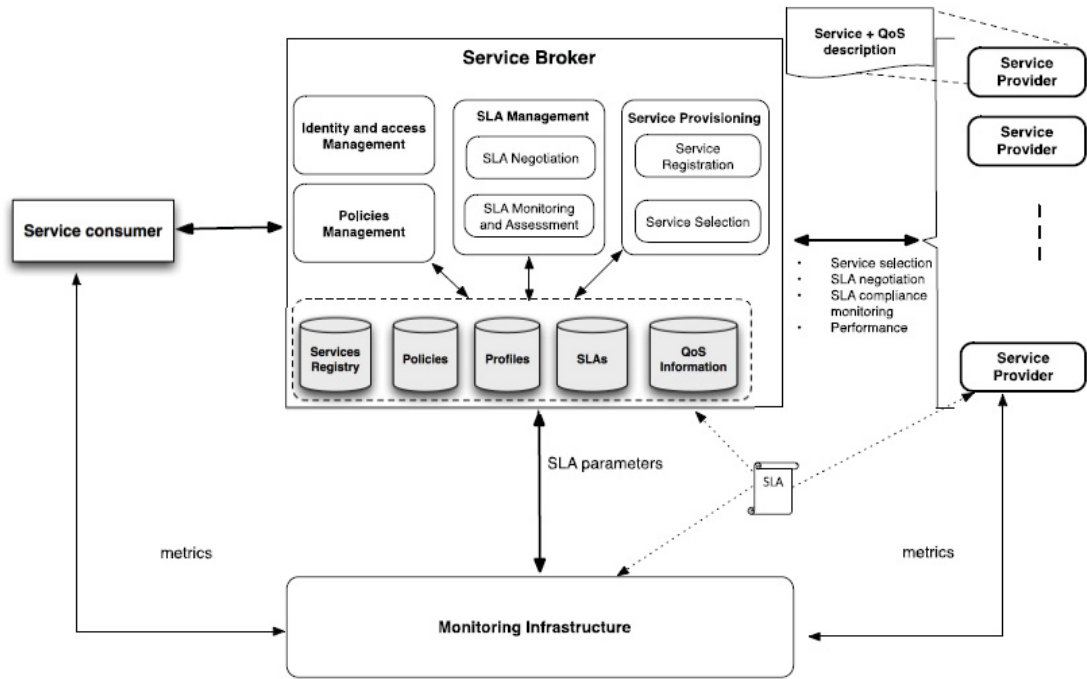 Service + QoS
description
Service
Provider
Service
Provider
Service Broker
Identity and access
Management
SLA Management
SLA Negotiation
SLA Monitoring
and Assessment
Service Provisioning
Service
Registration
Service Selection
Policies
Management
Service consumer
• Service selection
• SLA negotiation
• SLA compliance
monitoring
• Performance
Services
Registry
Policies
Profiles
SLAs
QoS
Information
Service
Provider
SLA parameters
SLA
metrics
metrics
Monitoring Infrastructure